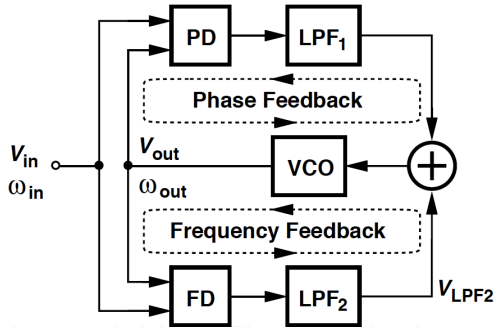 PD
LPF1
Phase Feedback
Vin
ωin
Vout
ωout
VCO
+
Frequency Feedback
VLPF2
FD
LPF2